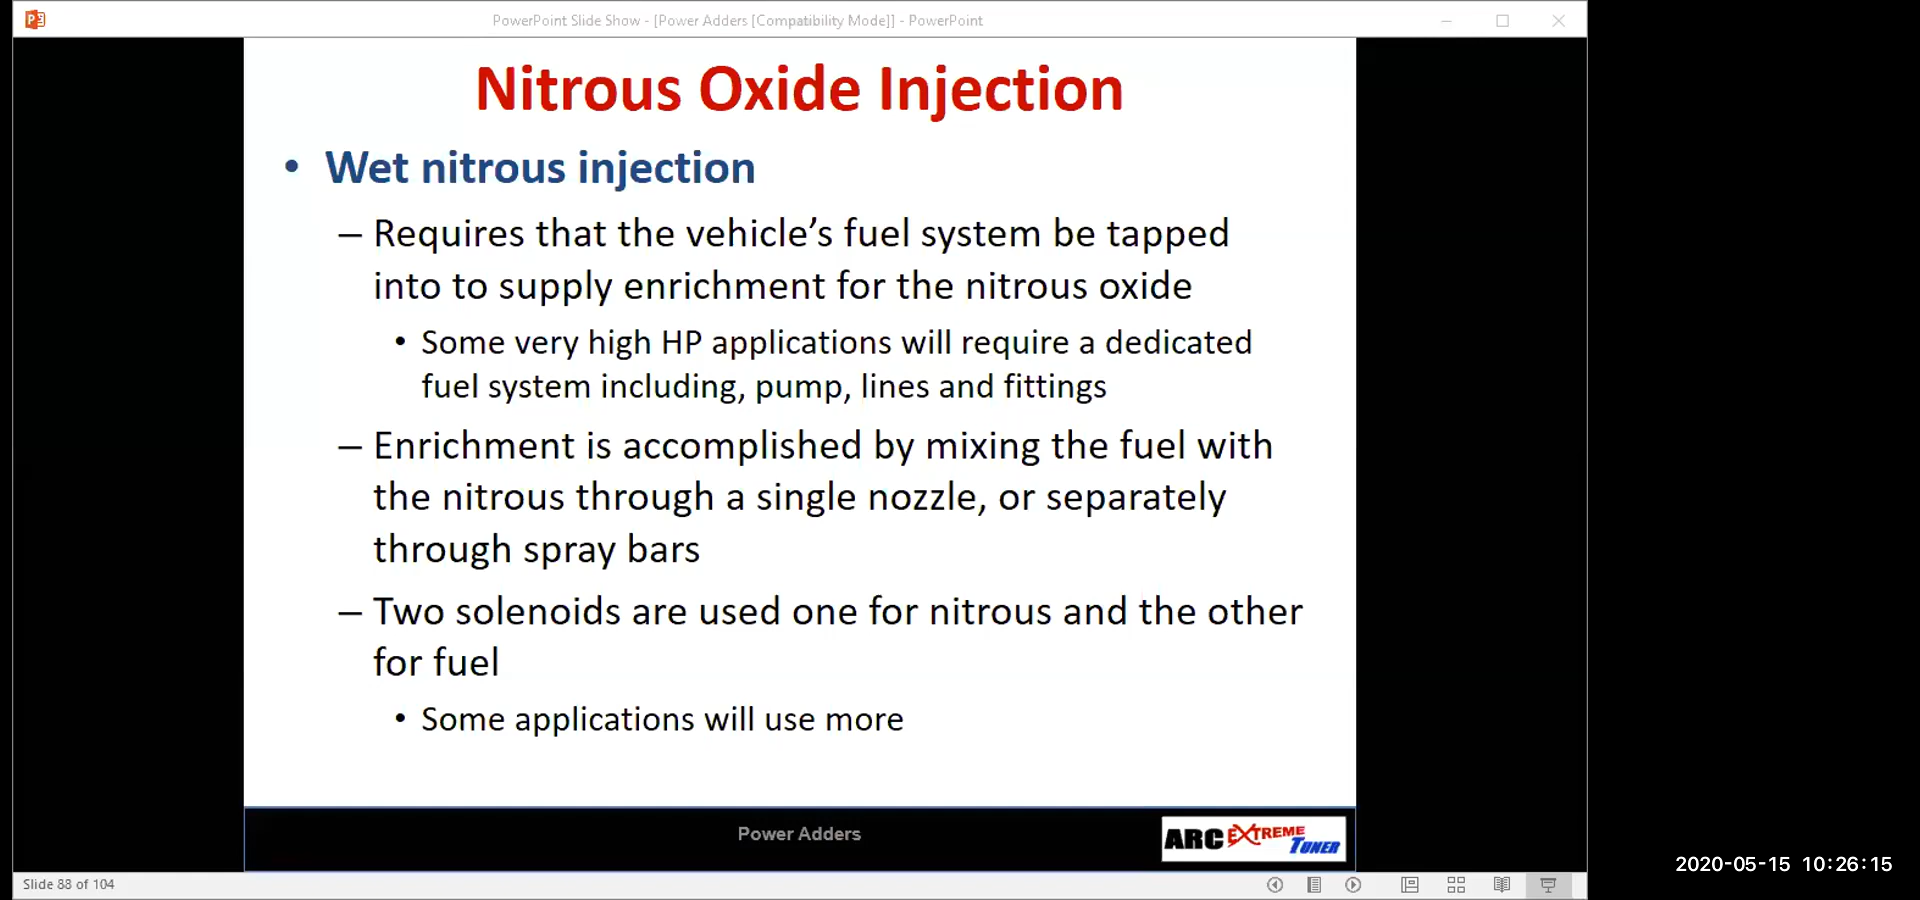 PowerPoint Slide Show - [Power Adders [Compatibility Mode]] - PowerPoint
Nitrous Oxide Injection
• Wet nitrous injection
– Requires that the vehicle’s fuel system be tapped
into to supply enrichment for the nitrous oxide
• Some very high HP applications will require a dedicated
fuel system including, pump, lines and fittings
– Enrichment is accomplished by mixing the fuel with
the nitrous through a single nozzle, or separately
through spray bars
– Two solenoids are used one for nitrous and the other
for fuel
• Some applications will use more
Power Adders
ARC EXTREME
TUNER
2020-05-15 10:26:15
Slide 88 of 104